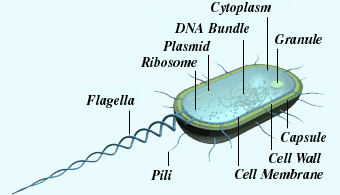 Cytoplasm
DNA Bundle
Plasmid
Granule
Ribosome
Flagella
Capsule
Cell Wall
Pili
Cell Membrane